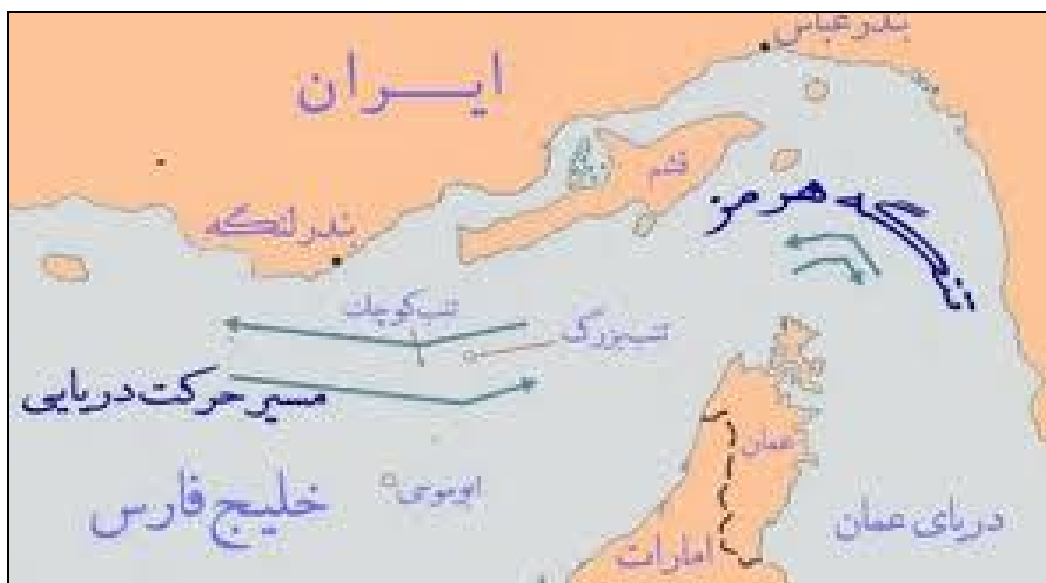 بندرعباس
ایـــران
قشم
بندرلنگه
تنگه هرمز
تنب کوچک
تنب بزرگ
مسیر حرکت دریایی
عمان
ابوموسی
خلیج فارس
دریای عمان
امارات